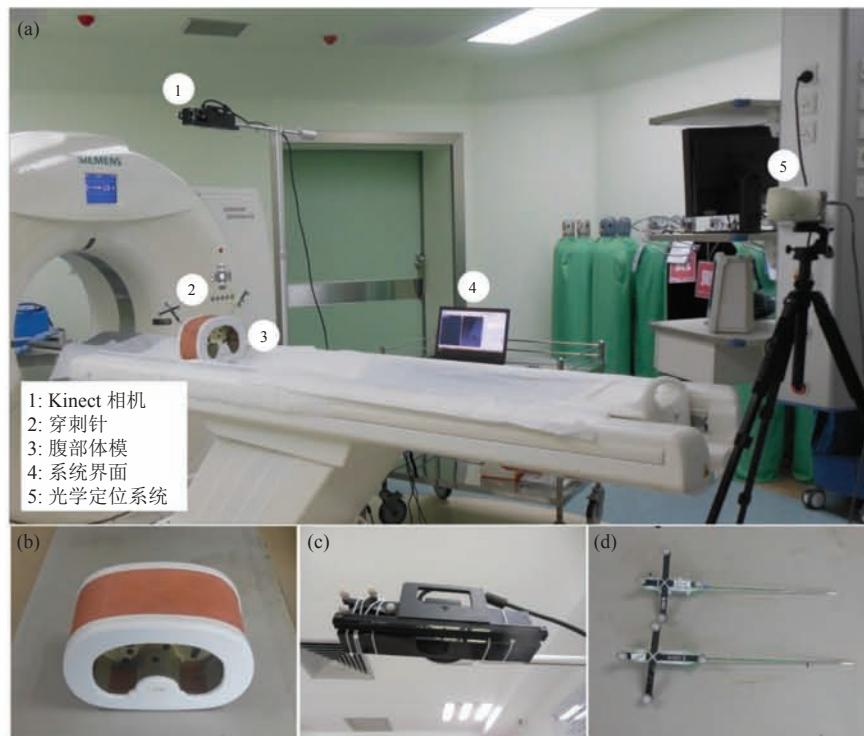 (a)
1
SIEMENS
5
2
4
3
1: Kinect 相机
2: 穿刺针
3: 腹部体模
4: 系统界面
5: 光学定位系统
(b)
(c)
(d)